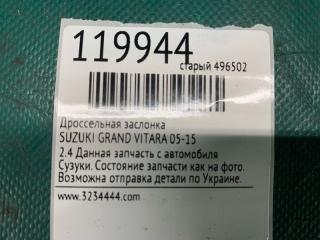 119944
старый 496502
Дроссельная заслонка
SUZUKI GRAND VITARA 05-15
2.4 Данная запчасть с автомобиля
Сузуки. Состояние запчасти как на фото.
Возможна отправка детали по Украине.
www.3234444.com